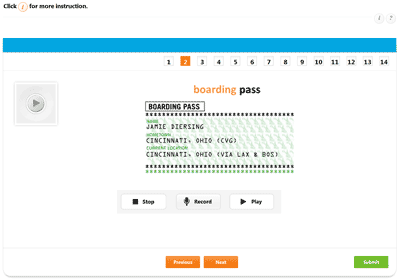 Click i for more instruction.
i ?
1 2 3 4 5 6 7 8 9 10 11 12 13 14
boarding pass
BOARDING PASS
NAME
JAMIE DIERSING
HOMETOWN
CINCINNATI, OHIO (CVG)
CURRENT LOCATION
CINCINNATI, OHIO (VIA LAX & BOS)
Stop Record Play
Previous Next Submit